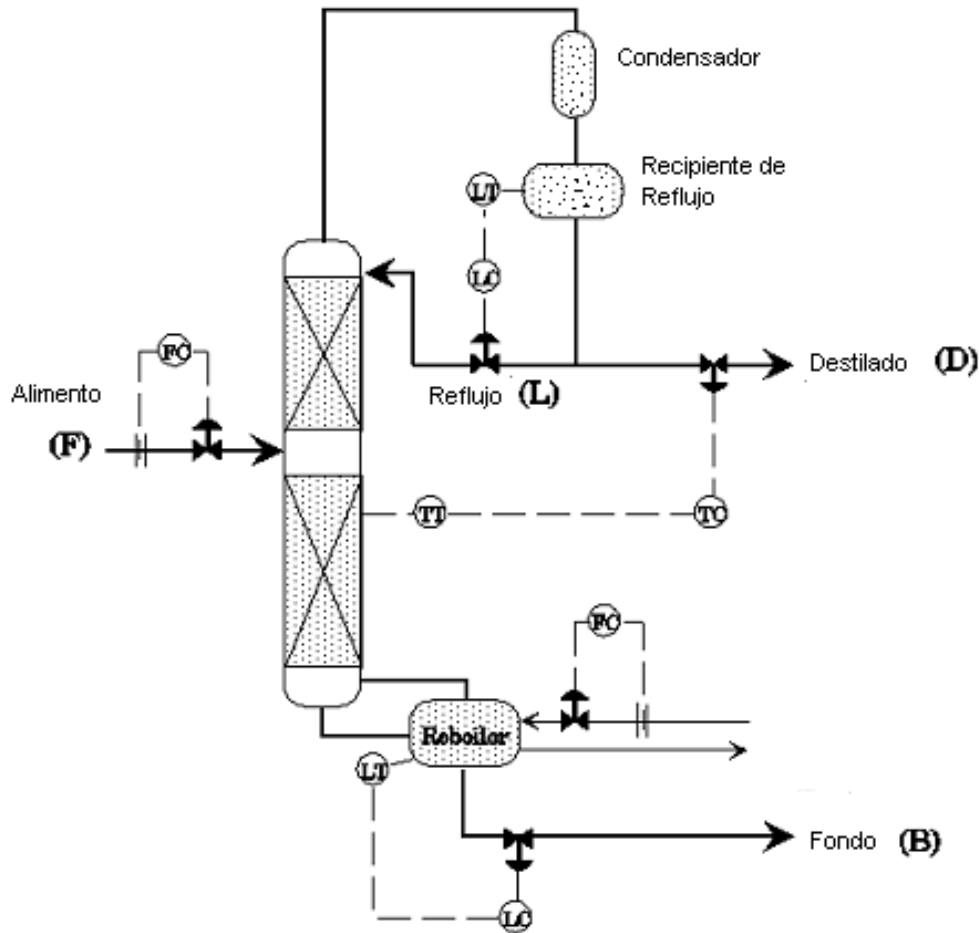 Condensador
Recipiente de
Reflujo
LT
LC
FC
Alimento
(F)
Reflujo (L)
Destilado (D)
TT
TC
FC
Reboiler
LT
Fondo (B)
LC